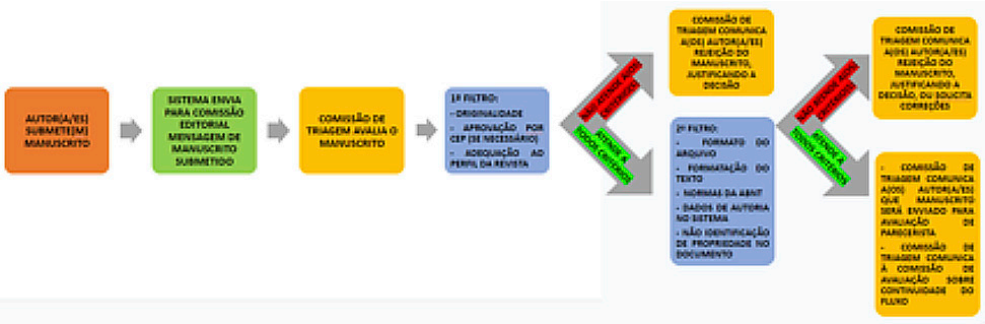 AUTOR(A/ES)
SUBMETE[M]
MANUSCRITO
SISTEMA ENVIA
PARA COMISSÃO
EDITORIAL
MENSAGEM DE
MANUSCRITO
SUBMETIDO
COMISSÃO DE
TRIAGEM AVALIA O
MANUSCRITO
1º FILTRO:
- ORIGINALIDADE
- APROVAÇÃO POR
CEP (SE NECESSÁRIO)
- ADEQUAÇÃO AO
PERFIL DA REVISTA
NÃO ATENDE AOS
CRITÉRIOS
ATENDE A
TODOS CRITÉRIOS
COMISSÃO DE
TRIAGEM COMUNICA
A(OS) AUTOR(A/ES)
REJEIÇÃO DO
MANUSCRITO,
JUSTIFICANDO A
DECISÃO
2º FILTRO:
- FORMATO DO
ARQUIVO
- FORMATAÇÃO DO
TEXTO
- NORMAS DA ABNT
- DADOS DE AUTORIA
NO SISTEMA
- NÃO IDENTIFICAÇÃO
DE PROPRIEDADE NO
DOCUMENTO
NÃO ATENDE AOS
CRITÉRIOS
ATENDE A
TODOS CRITÉRIOS
COMISSÃO DE
TRIAGEM COMUNICA
A(OS) AUTOR(A/ES)
REJEIÇÃO DO
MANUSCRITO,
JUSTIFICANDO A
DECISÃO, OU SOLICITA
CORREÇÕES
- COMISSÃO DE
TRIAGEM COMUNICA
A(OS) AUTOR(A/ES)
QUE MANUSCRITO
SERÁ ENVIADO PARA
AVALIAÇÃO DE
PARECERISTA
- COMISSÃO DE
TRIAGEM COMUNICA
À COMISSÃO DE
AVALIAÇÃO SOBRE
CONTINUIDADE DO
FLUXO